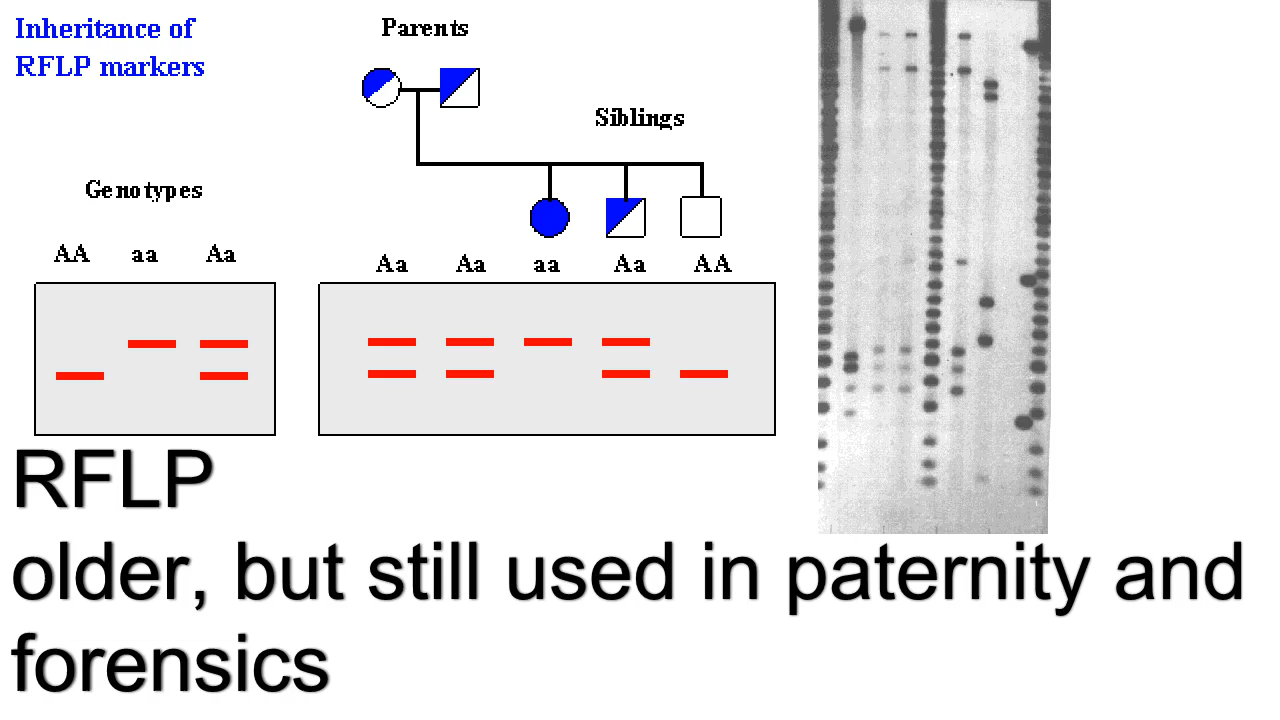 Inheritance of
RFLP markers
Parents
Siblings
Genotypes
AA aa Aa
Aa Aa aa Aa AA
RFLP
older, but still used in paternity and
forensics